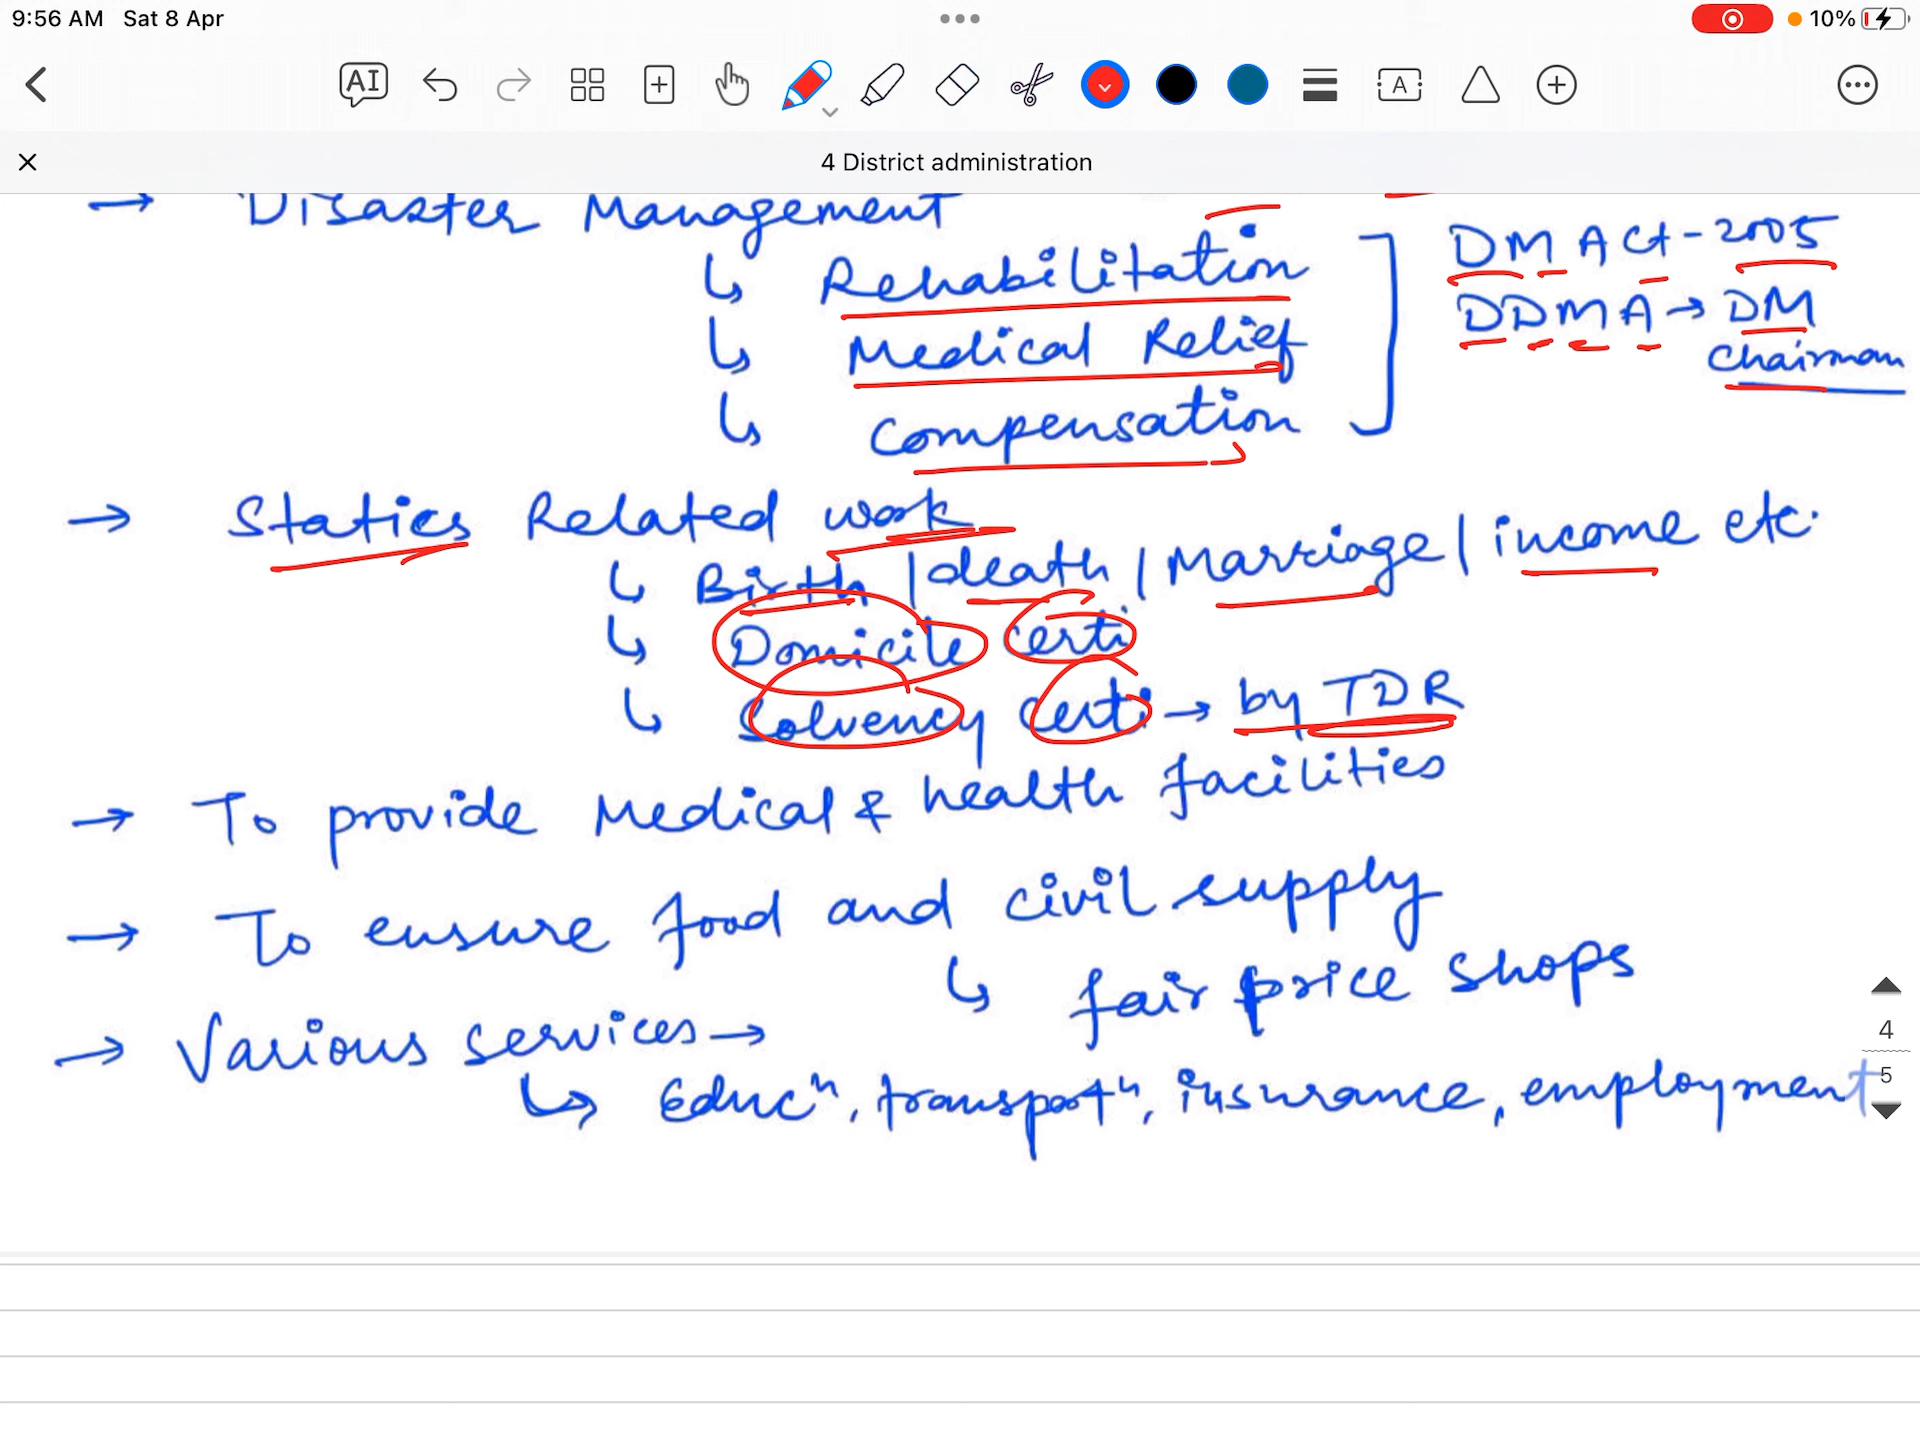 9:56 AM Sat 8 Apr
10%
AI
A
4 District administration
→ Disaster Management
↳ Rehabilitation
↳ Medical Relief
↳ Compensation
DM Act - 2005
DDMA → DM
Chairman
→ Statics Related work
↳ Birth | death | Marriage | income etc.
↳ Domicile certi
↳ Solvency certi → by TDR
→ To provide Medical & health facilities
→ To ensure food and civil supply
↳ fair price shops
→ Various services →
↳ Educⁿ, transportⁿ, insurance, employment
4
5